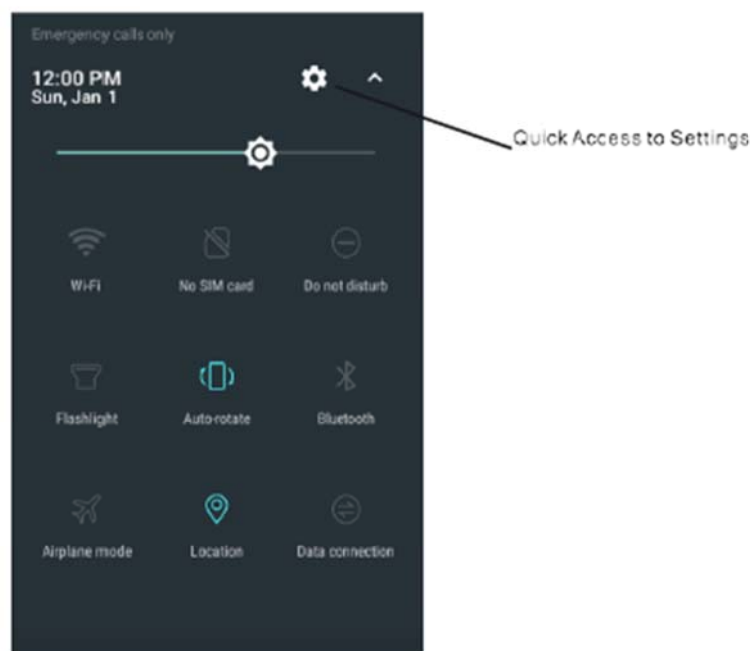 Emergency calls only
12:00 PM
Sun, Jan 1
Quick Access to Settings
Wi-Fi
No SIM card
Do not disturb
Flashlight
Auto-rotate
Bluetooth
Airplane mode
Location
Data connection